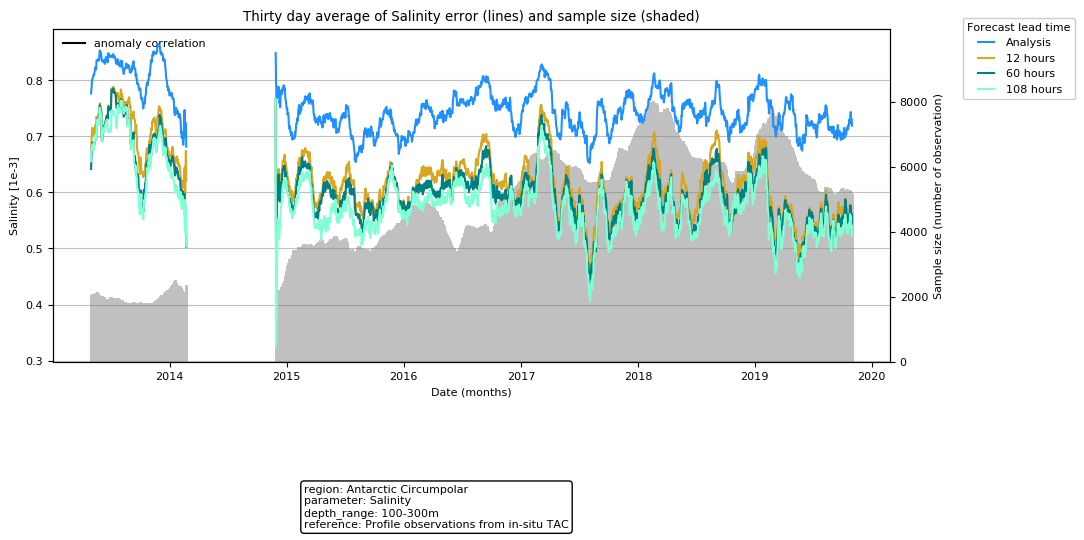 Thirty day average of Salinity error (lines) and sample size (shaded)
Forecast lead time
Analysis
12 hours
60 hours
108 hours
anomaly correlation
Salinity [1e-3]
0.8
0.7
0.6
0.5
0.4
0.3
8000
6000
4000
2000
0
Sample size (number of observation)
2014 2015 2016 2017 2018 2019 2020
Date (months)
region: Antarctic Circumpolar
parameter: Salinity
depth_range: 100-300m
reference: Profile observations from in-situ TAC